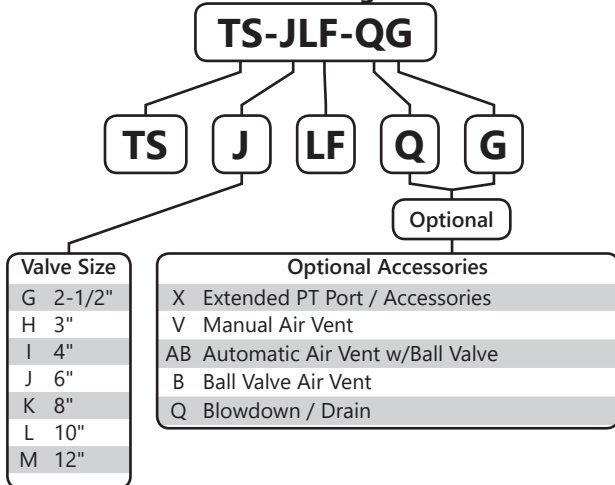 TS-JLF-QG
TS J LF Q G
Optional
Valve Size
G 2-1/2"
H 3"
I 4"
J 6"
K 8"
L 10"
M 12"
Optional Accessories
X Extended PT Port / Accessories
V Manual Air Vent
AB Automatic Air Vent w/Ball Valve
B Ball Valve Air Vent
Q Blowdown / Drain